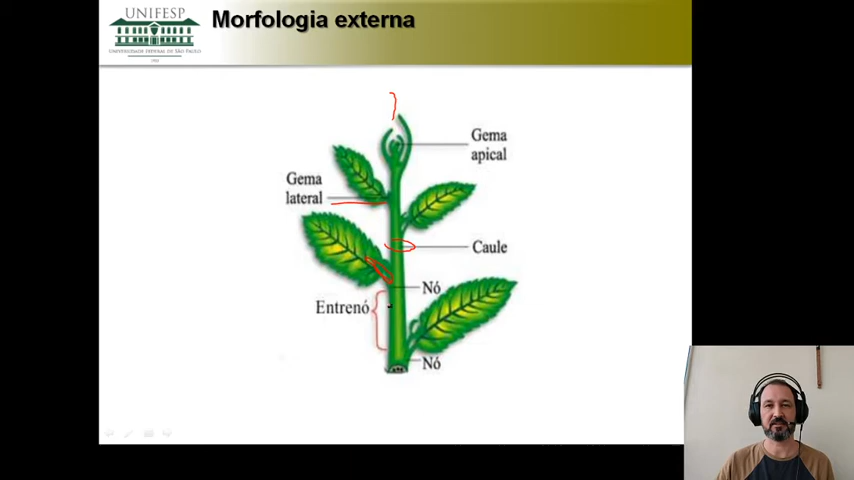 UNIFESP
UNIVERSIDADE FEDERAL DE SÃO PAULO
Morfologia externa
Gema
apical
Gema
lateral
Caule
Nó
Entrenó
Nó